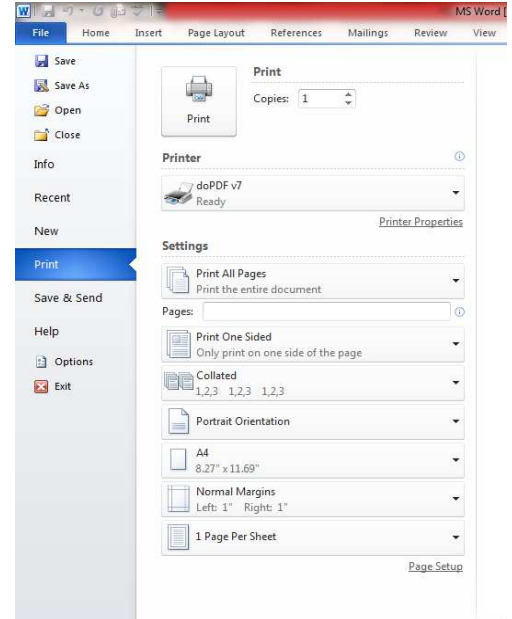 W MS Word [
File Home Insert Page Layout References Mailings Review View
Save
Save As
Open
Close
Info
Recent
New
Print
Save & Send
Help
Options
Exit
Print
Print
Copies: 1
Printer
doPDF v7
Ready
Printer Properties
Settings
Print All Pages
Print the entire document
Pages:
Print One Sided
Only print on one side of the page
Collated
1,2,3 1,2,3 1,2,3
Portrait Orientation
A4
8.27" x 11.69"
Normal Margins
Left: 1" Right: 1"
1 Page Per Sheet
Page Setup